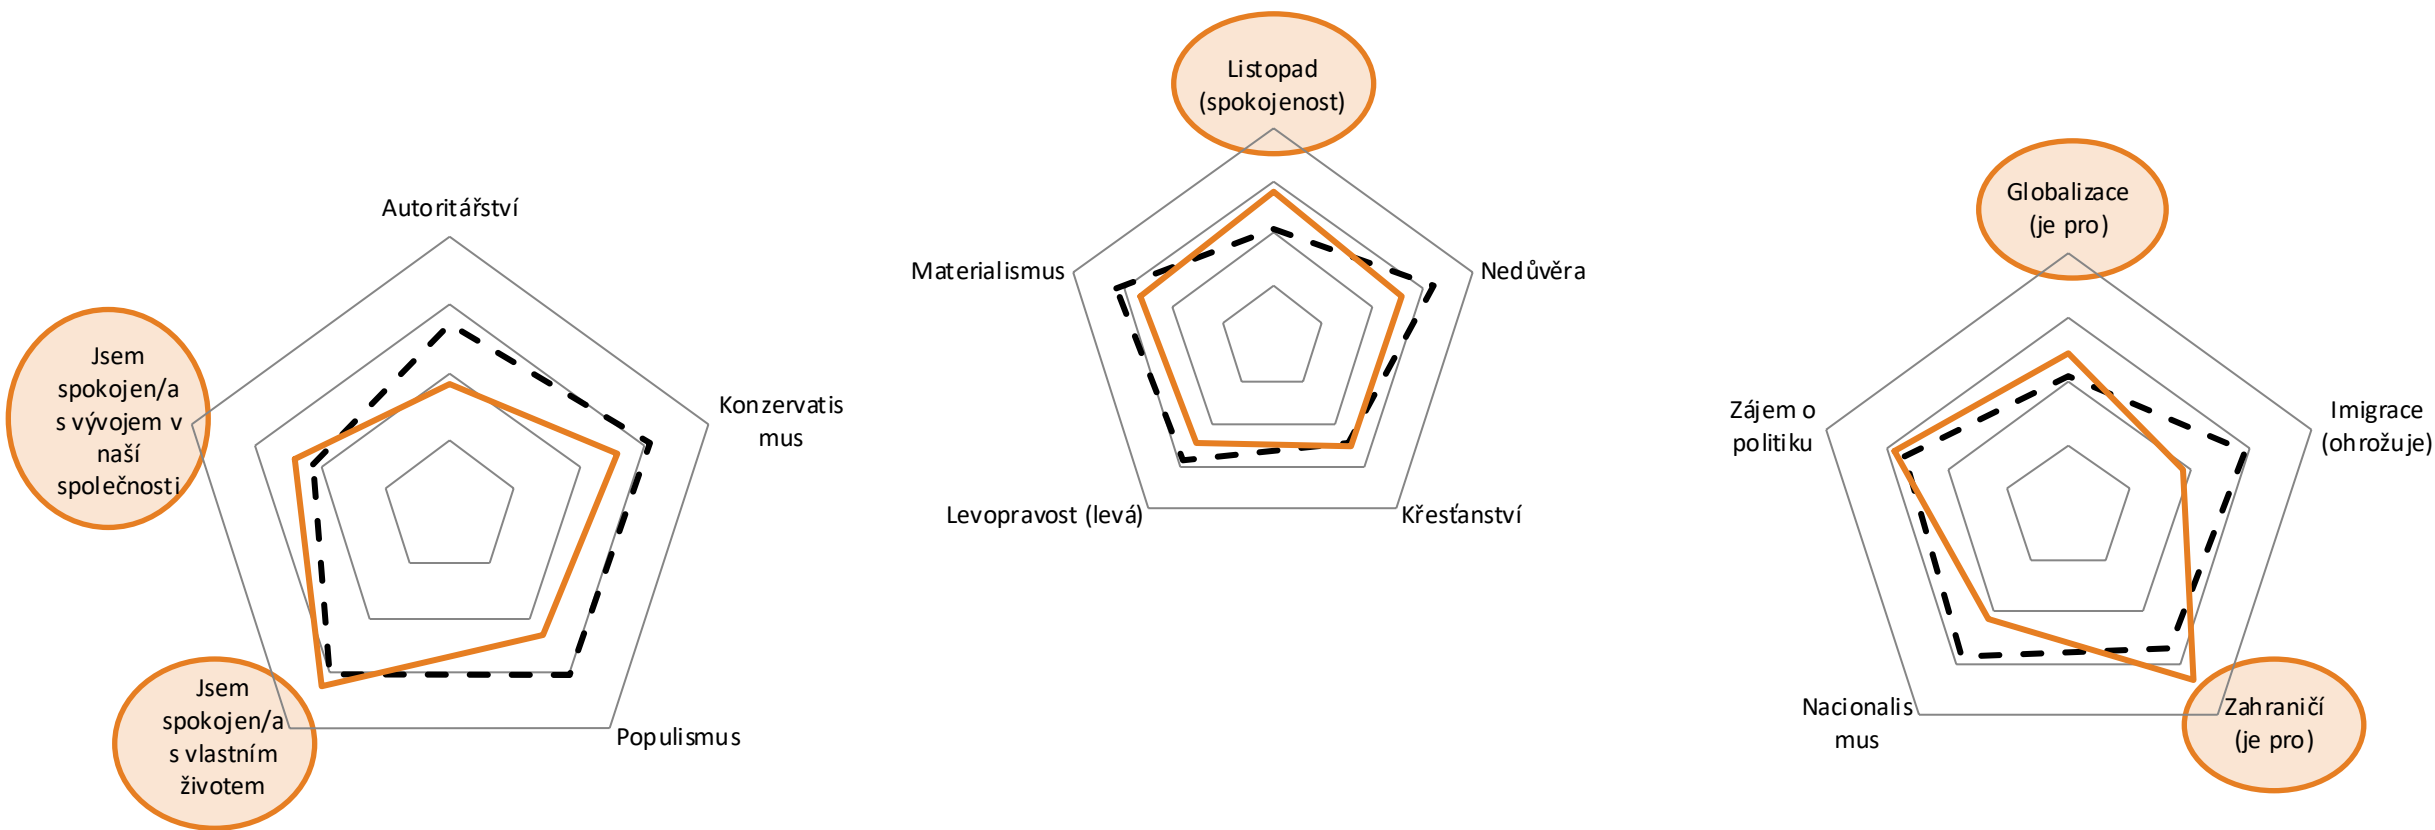 Autoritářství
Konzervatis
mus
Populismus
Jsem
spokojen/a
s vlastním
životem
Jsem
spokojen/a
s vývojem v
naší
společnosti
Listopad
(spokojenost)
Nedůvěra
Křesťanství
Levopravost (levá)
Materialismus
Globalizace
(je pro)
Imigrace
(ohrožuje)
Zahraničí
(je pro)
Nacionalis
mus
Zájem o
politiku